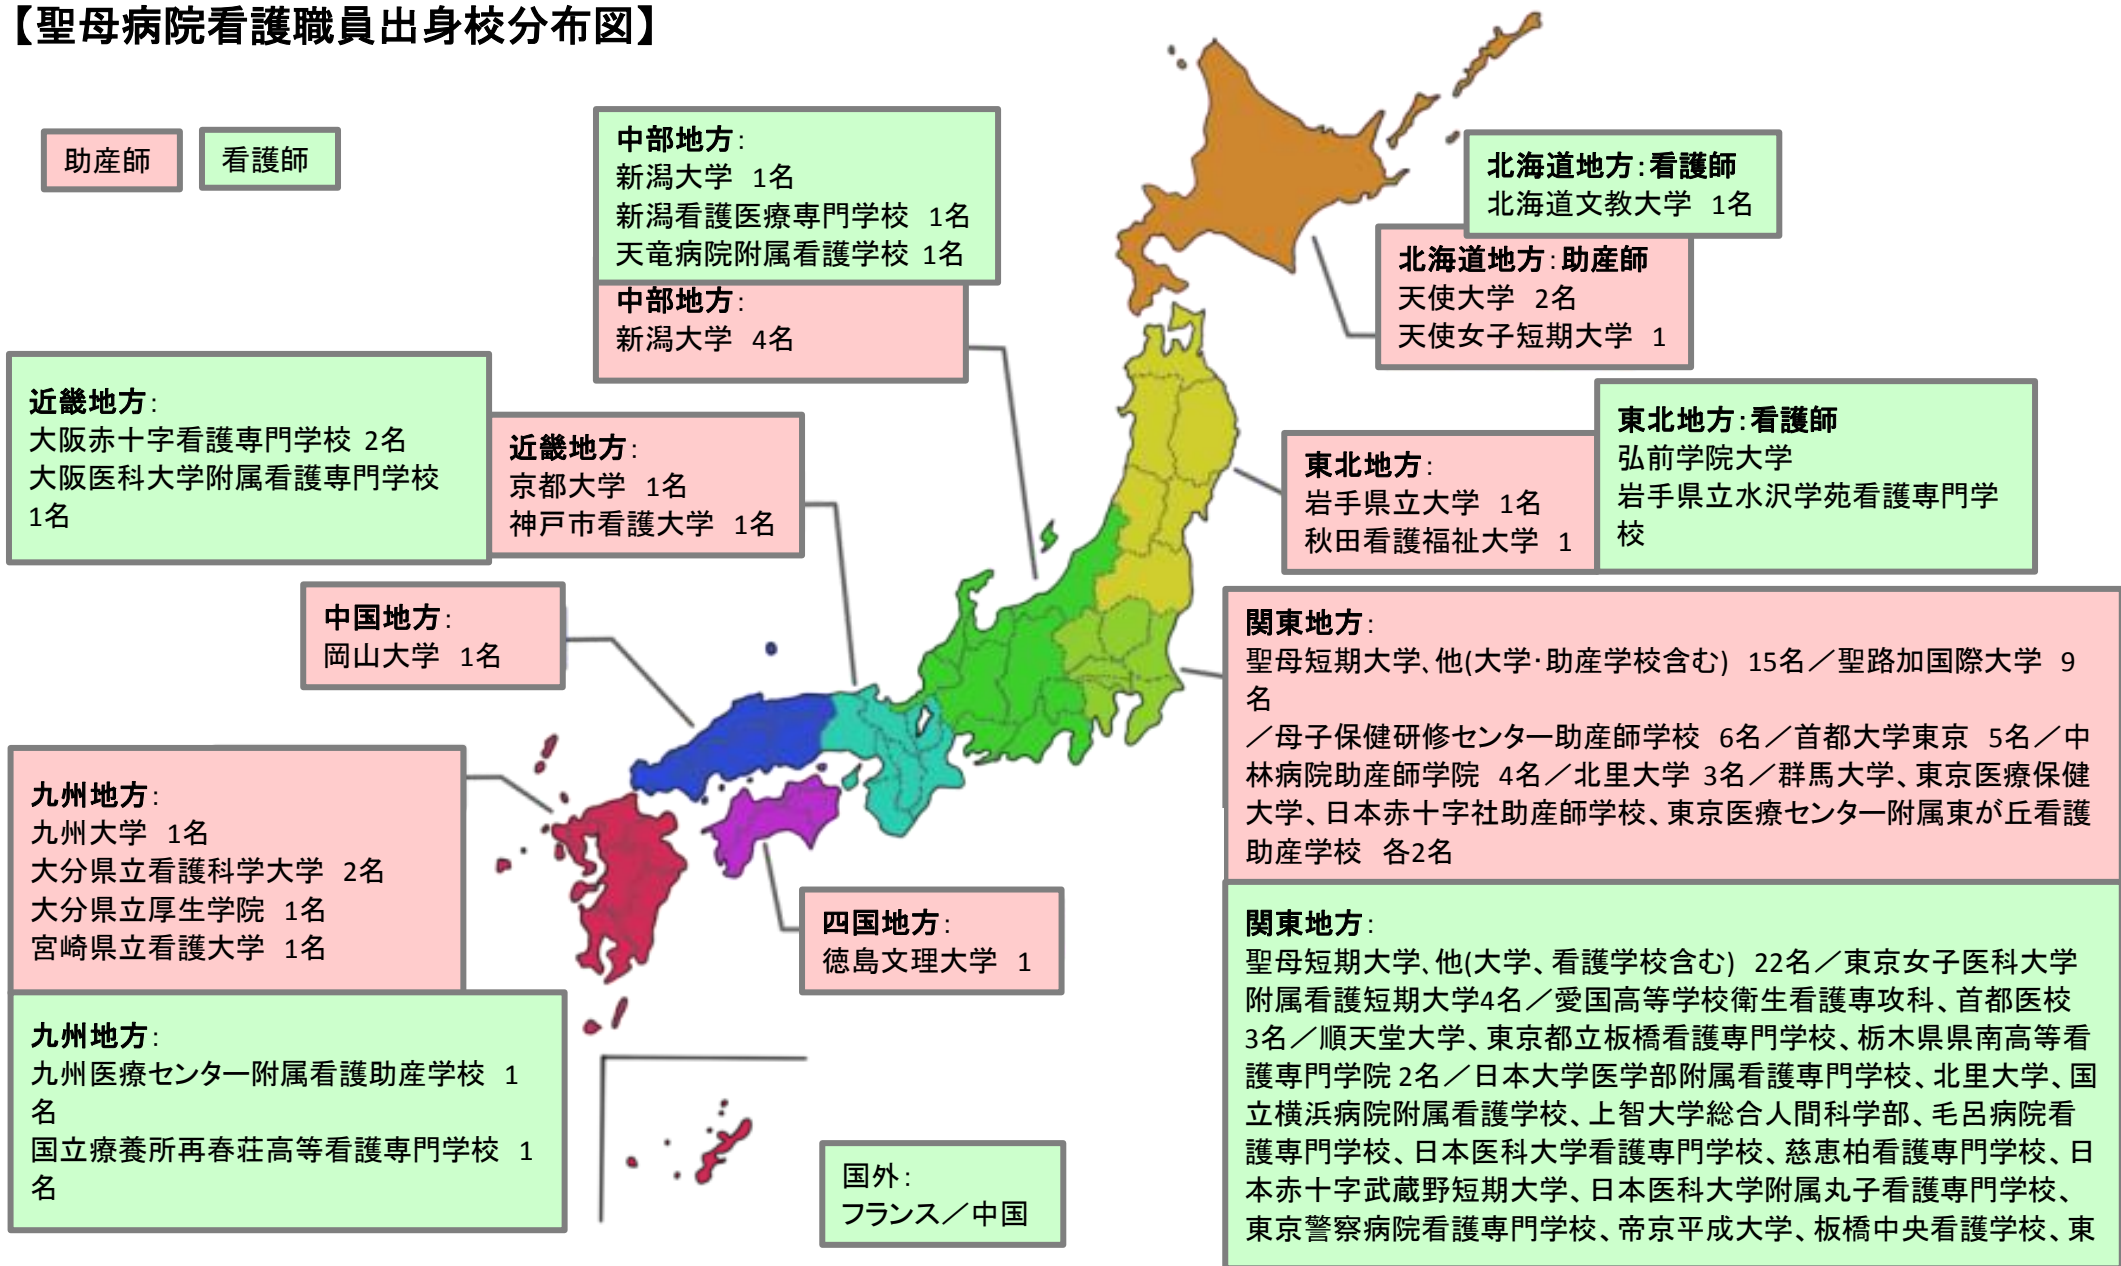 【聖母病院看護職員出身校分布図】
助産師
看護師
中部地方：
新潟大学 1名
新潟看護医療専門学校 1名
天竜病院附属看護学校 1名
中部地方：
新潟大学 4名
北海道地方：看護師
北海道文教大学 1名
北海道地方：助産師
天使大学 2名
天使女子短期大学 1
近畿地方：
大阪赤十字看護専門学校 2名
大阪医科大学附属看護専門学校
1名
近畿地方：
京都大学 1名
神戸市看護大学 1名
東北地方：
岩手県立大学 1名
秋田看護福祉大学 1
東北地方：看護師
弘前学院大学
岩手県立水沢学苑看護専門学
校
中国地方：
岡山大学 1名
関東地方：
聖母短期大学、他(大学・助産学校含む) 15名／聖路加国際大学 9
名
／母子保健研修センター助産師学校 6名／首都大学東京 5名／中
林病院助産師学院 4名／北里大学 3名／群馬大学、東京医療保健
大学、日本赤十字社助産師学校、東京医療センター附属東が丘看護
助産学校 各2名
九州地方：
九州大学 1名
大分県立看護科学大学 2名
大分県立厚生学院 1名
宮崎県立看護大学 1名
四国地方：
徳島文理大学 1
関東地方：
聖母短期大学、他(大学、看護学校含む) 22名／東京女子医科大学
附属看護短期大学4名／愛国高等学校衛生看護専攻科、首都医校
3名／順天堂大学、東京都立板橋看護専門学校、栃木県県南高等看
護専門学院 2名／日本大学医学部附属看護専門学校、北里大学、国
立横浜病院附属看護学校、上智大学総合人間科学部、毛呂病院看
護専門学校、日本医科大学看護専門学校、慈恵柏看護専門学校、日
本赤十字武蔵野短期大学、日本医科大学附属丸子看護専門学校、
東京警察病院看護専門学校、帝京平成大学、板橋中央看護学校、東
九州地方：
九州医療センター附属看護助産学校 1
名
国立療養所再春荘高等看護専門学校 1
名
国外：
フランス／中国